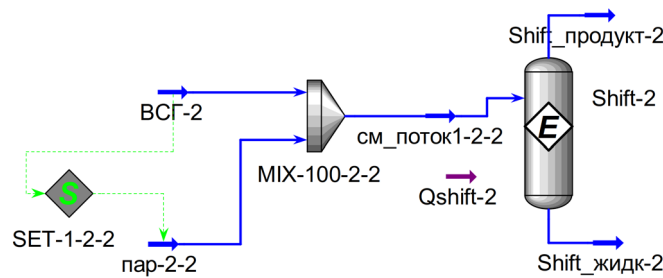 Shift_продукт-2
ВСГ-2
Shift-2
E
MIX-100-2-2
см_поток1-2-2
Qshift-2
S
SET-1-2-2
пар-2-2
Shift_жидк-2